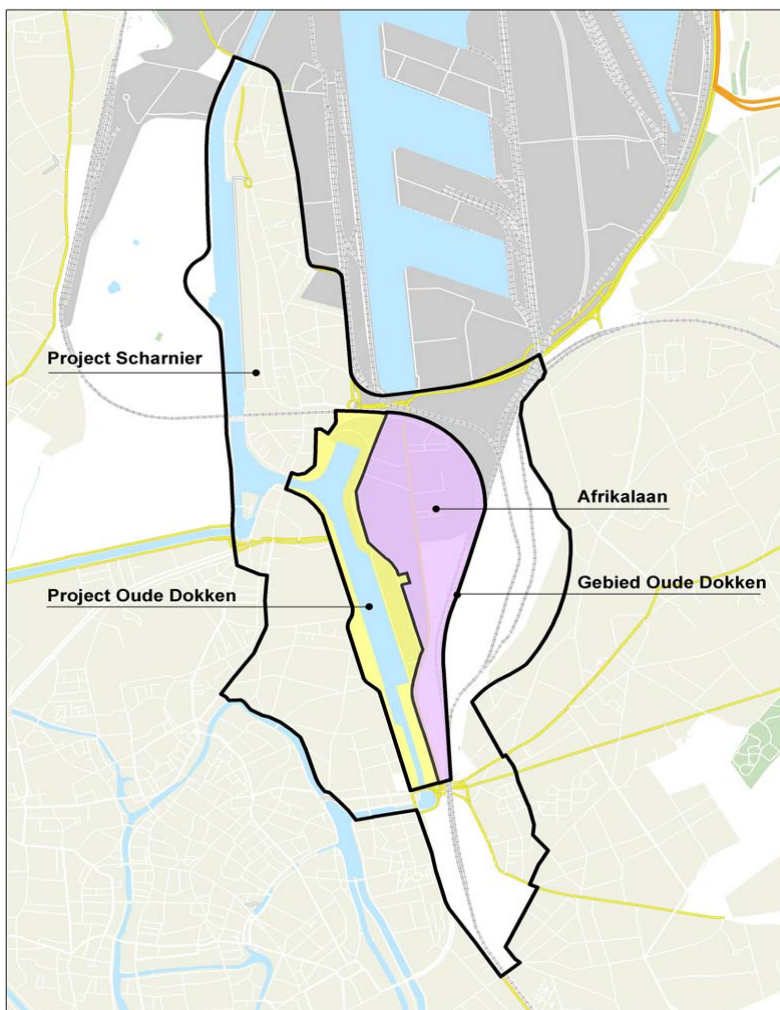 Project Scharnier
Afrikalaan
Project Oude Dokken
Gebied Oude Dokken